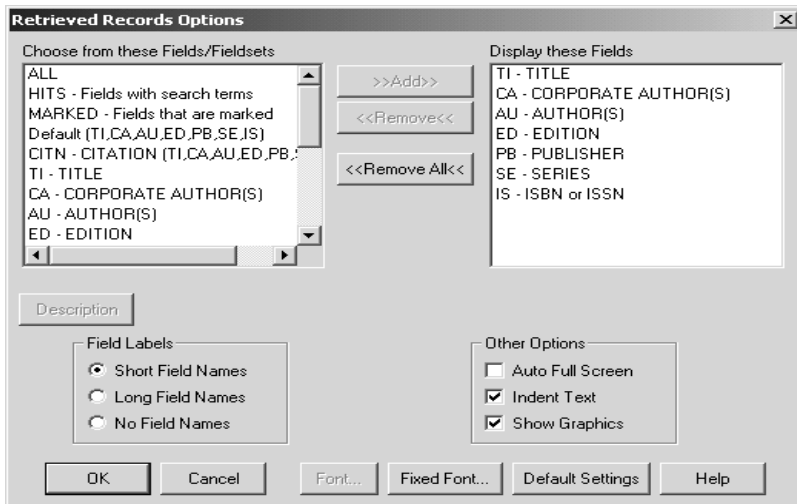 Retrieved Records Options
Choose from these Fields/Fieldsets
ALL
HITS - Fields with search terms
MARKED - Fields that are marked
Default (TI,CA,AU,ED,PB,SE,IS)
CITN - CITATION (TI,CA,AU,ED,PB,
TI - TITLE
CA - CORPORATE AUTHOR(S)
AU - AUTHOR(S)
ED - EDITION
>>Add>>
<<Remove<<
<<Remove All<<
Display these Fields
TI - TITLE
CA - CORPORATE AUTHOR(S)
AU - AUTHOR(S)
ED - EDITION
PB - PUBLISHER
SE - SERIES
IS - ISBN or ISSN
Description
Field Labels
Short Field Names
Long Field Names
No Field Names
Other Options
Auto Full Screen
Indent Text
Show Graphics
OK
Cancel
Font...
Fixed Font...
Default Settings
Help